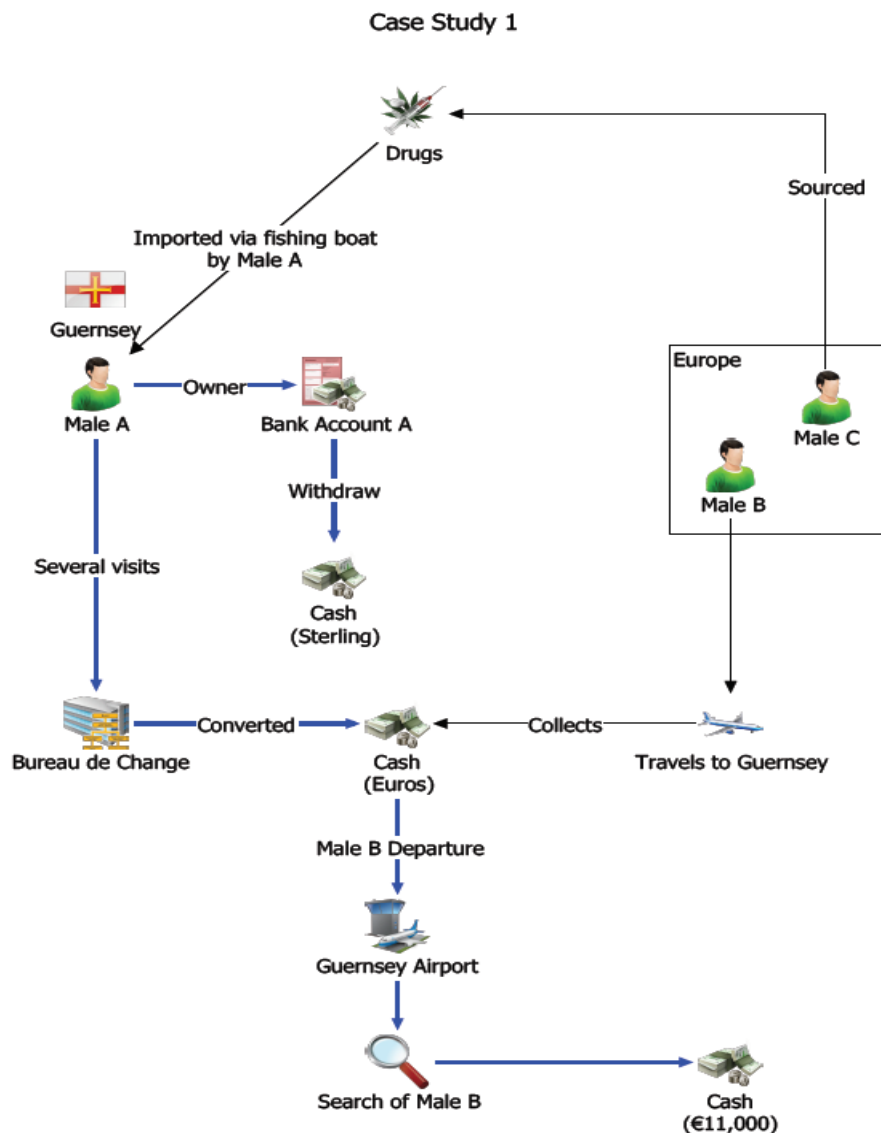 Case Study 1
Drugs
Sourced
Imported via fishing boat
by Male A
Guernsey
Europe
Male A
Owner
Bank Account A
Male C
Withdraw
Male B
Several visits
Cash
(Sterling)
Bureau de Change
Converted
Cash
(Euros)
Collects
Travels to Guernsey
Male B Departure
Guernsey Airport
Search of Male B
Cash
(€11,000)